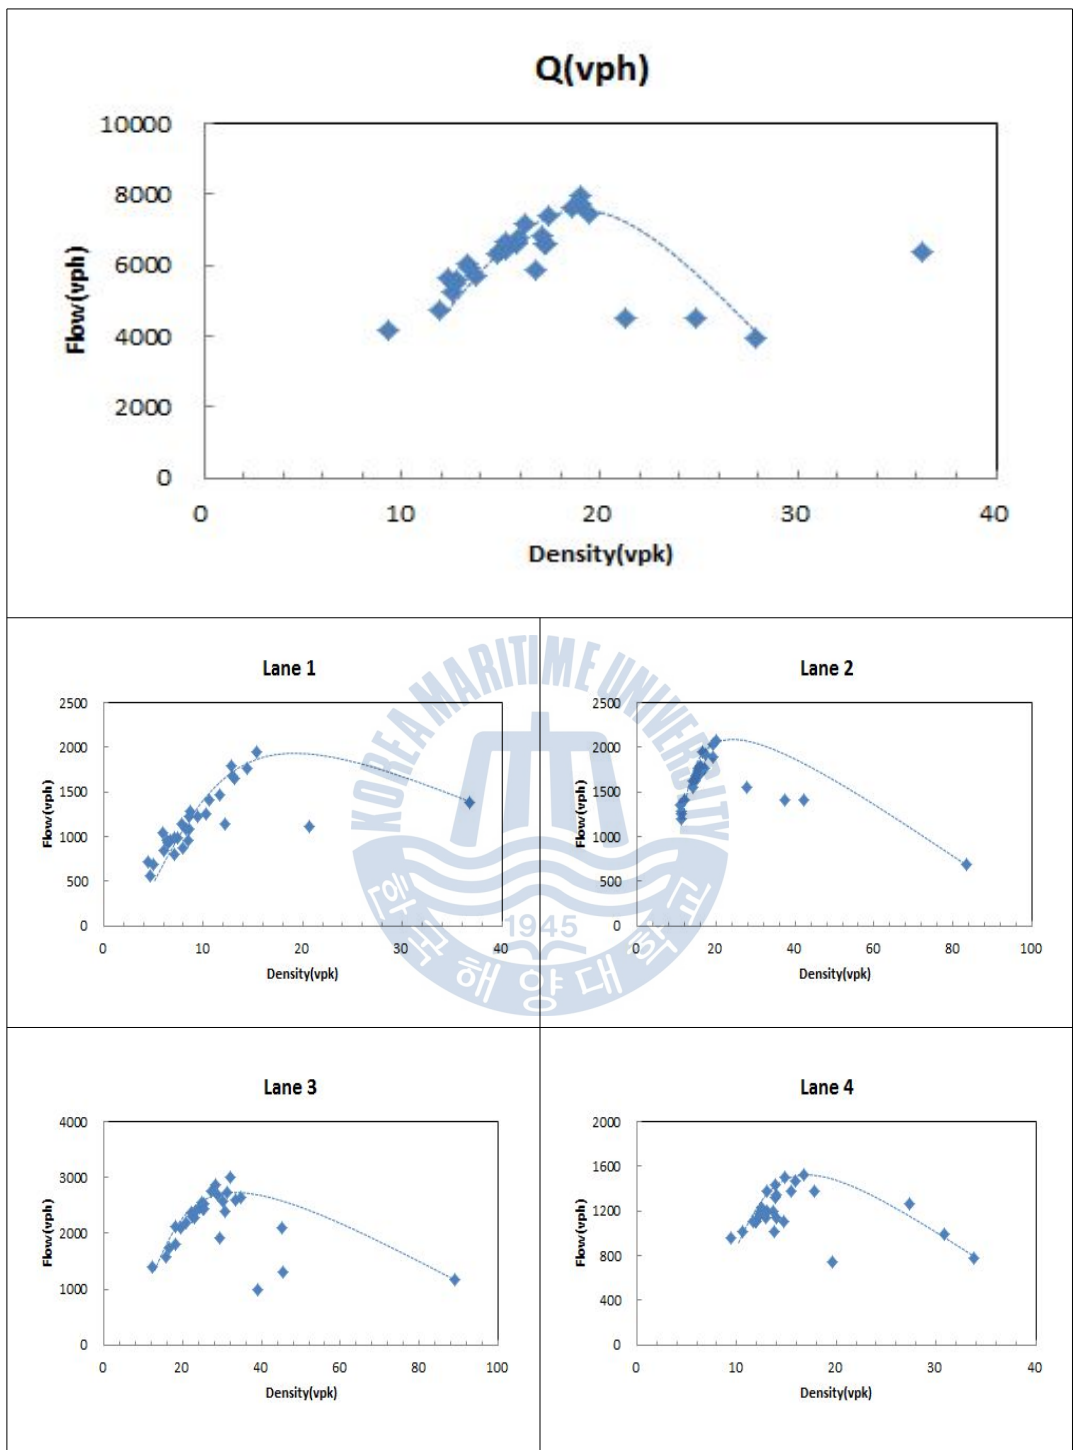 Q(vph)
10000
8000
6000
4000
2000
0
Flow(vph)
0 10 20 30 40
Density(vpk)
Lane 1
2500
2000
1500
1000
500
0
Flow(vph)
0 10 20 30 40
Density(vpk)
Lane 2
2500
2000
1500
1000
500
0
Flow(vph)
0 20 40 60 80 100
Density(vpk)
KOREA MARITIME UNIVERSITY
1945
한국해양대학교
Lane 3
4000
3000
2000
1000
0
Flow(vph)
0 20 40 60 80 100
Density(vpk)
Lane 4
2000
1600
1200
800
400
0
Flow(vph)
0 10 20 30 40
Density(vpk)